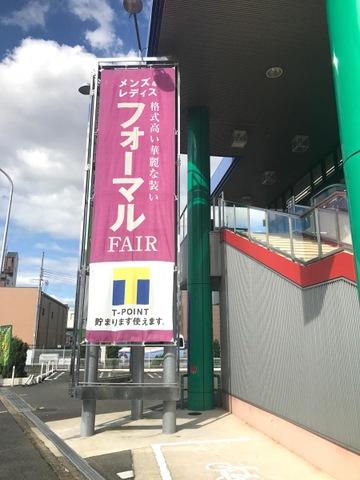 メンズ&
レディス
格式高い華麗な装い
フォーマル
FAIR
T-POINT
貯まります使えます。